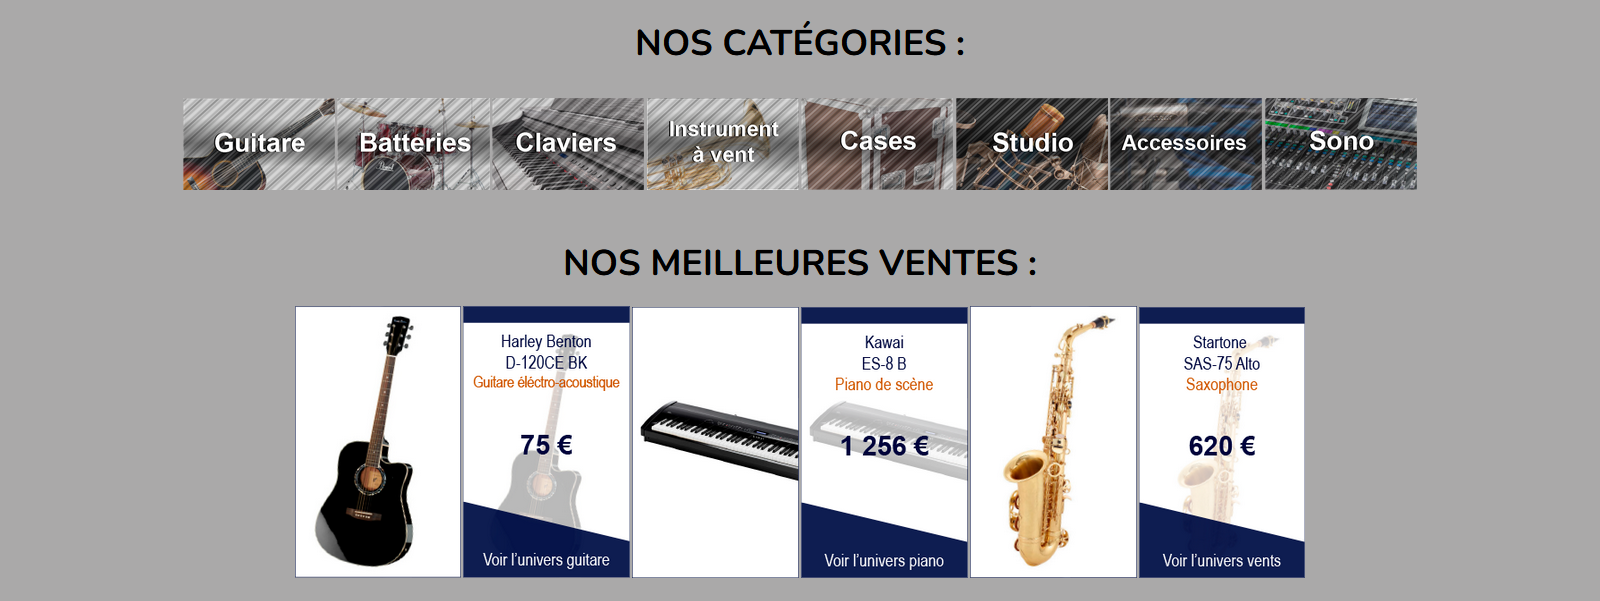 NOS CATÉGORIES :
Guitare
Batteries
Claviers
Instrument
à vent
Cases
Studio
Accessoires
Sono
NOS MEILLEURES VENTES :
Harley Benton
D-120CE BK
Guitare éléctro-acoustique
75 €
Voir l'univers guitare
Kawai
ES-8 B
Piano de scène
1 256 €
Voir l'univers piano
Startone
SAS-75 Alto
Saxophone
620 €
Voir l'univers vents